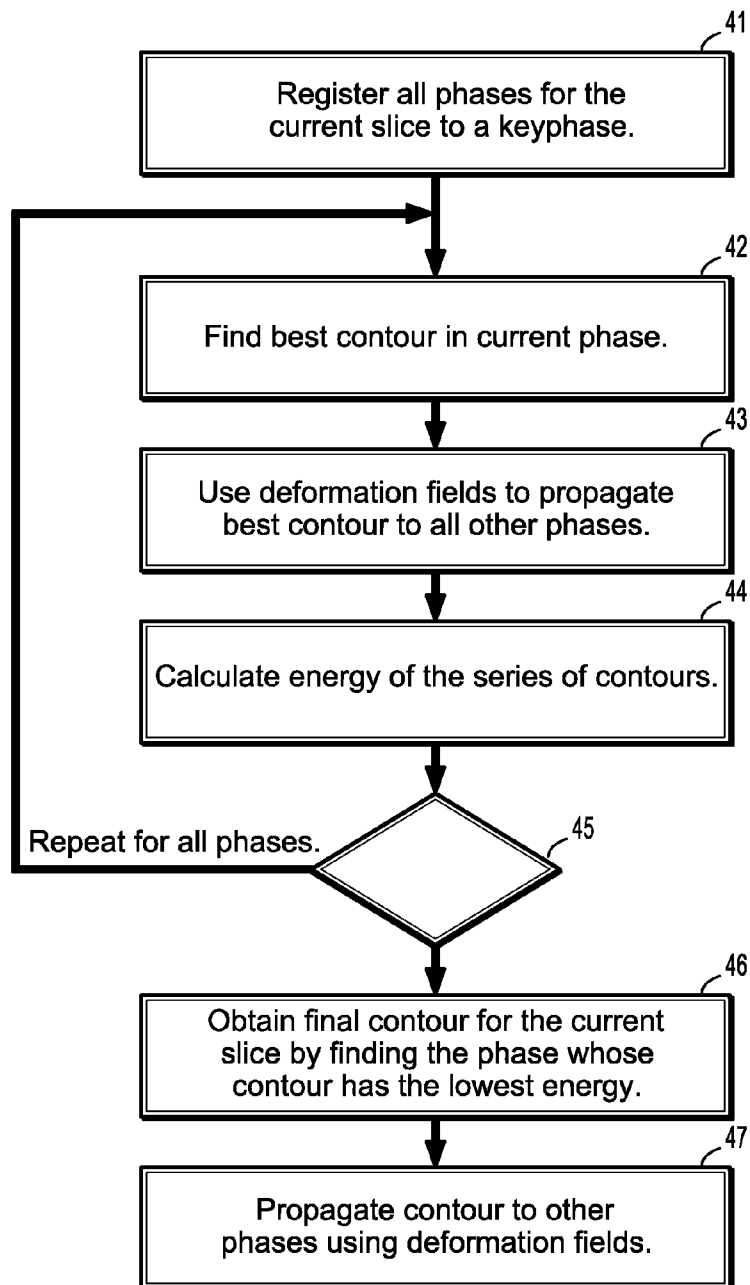 41
Register all phases for the
current slice to a keyphase.
42
Find best contour in current phase.
43
Use deformation fields to propagate
best contour to all other phases.
44
Calculate energy of the series of contours.
Repeat for all phases.
45
46
Obtain final contour for the current
slice by finding the phase whose
contour has the lowest energy.
47
Propagate contour to other
phases using deformation fields.